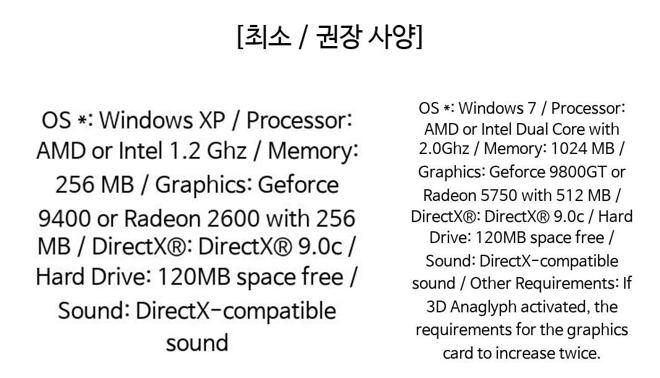 [최소 / 권장 사양]
OS *: Windows XP / Processor:
AMD or Intel 1.2 Ghz / Memory:
256 MB / Graphics: Geforce
9400 or Radeon 2600 with 256
MB / DirectX®: DirectX® 9.0c /
Hard Drive: 120MB space free /
Sound: DirectX-compatible
sound
OS *: Windows 7 / Processor:
AMD or Intel Dual Core with
2.0Ghz / Memory: 1024 MB /
Graphics: Geforce 9800GT or
Radeon 5750 with 512 MB /
DirectX®: DirectX® 9.0c / Hard
Drive: 120MB space free /
Sound: DirectX-compatible
sound / Other Requirements: If
3D Anaglyph activated, the
requirements for the graphics
card to increase twice.